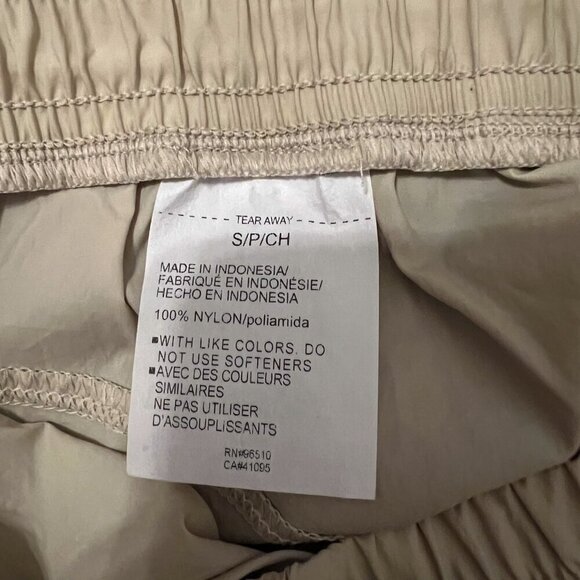 TEAR AWAY
S/P/CH
MADE IN INDONESIA/
FABRIQUÉ EN INDONÉSIE/
HECHO EN INDONESIA
100% NYLON/poliamida
▪WITH LIKE COLORS. DO
NOT USE SOFTENERS
▪AVEC DES COULEURS
SIMILAIRES
NE PAS UTILISER
D'ASSOUPLISSANTS
RN#96510
CA#41095